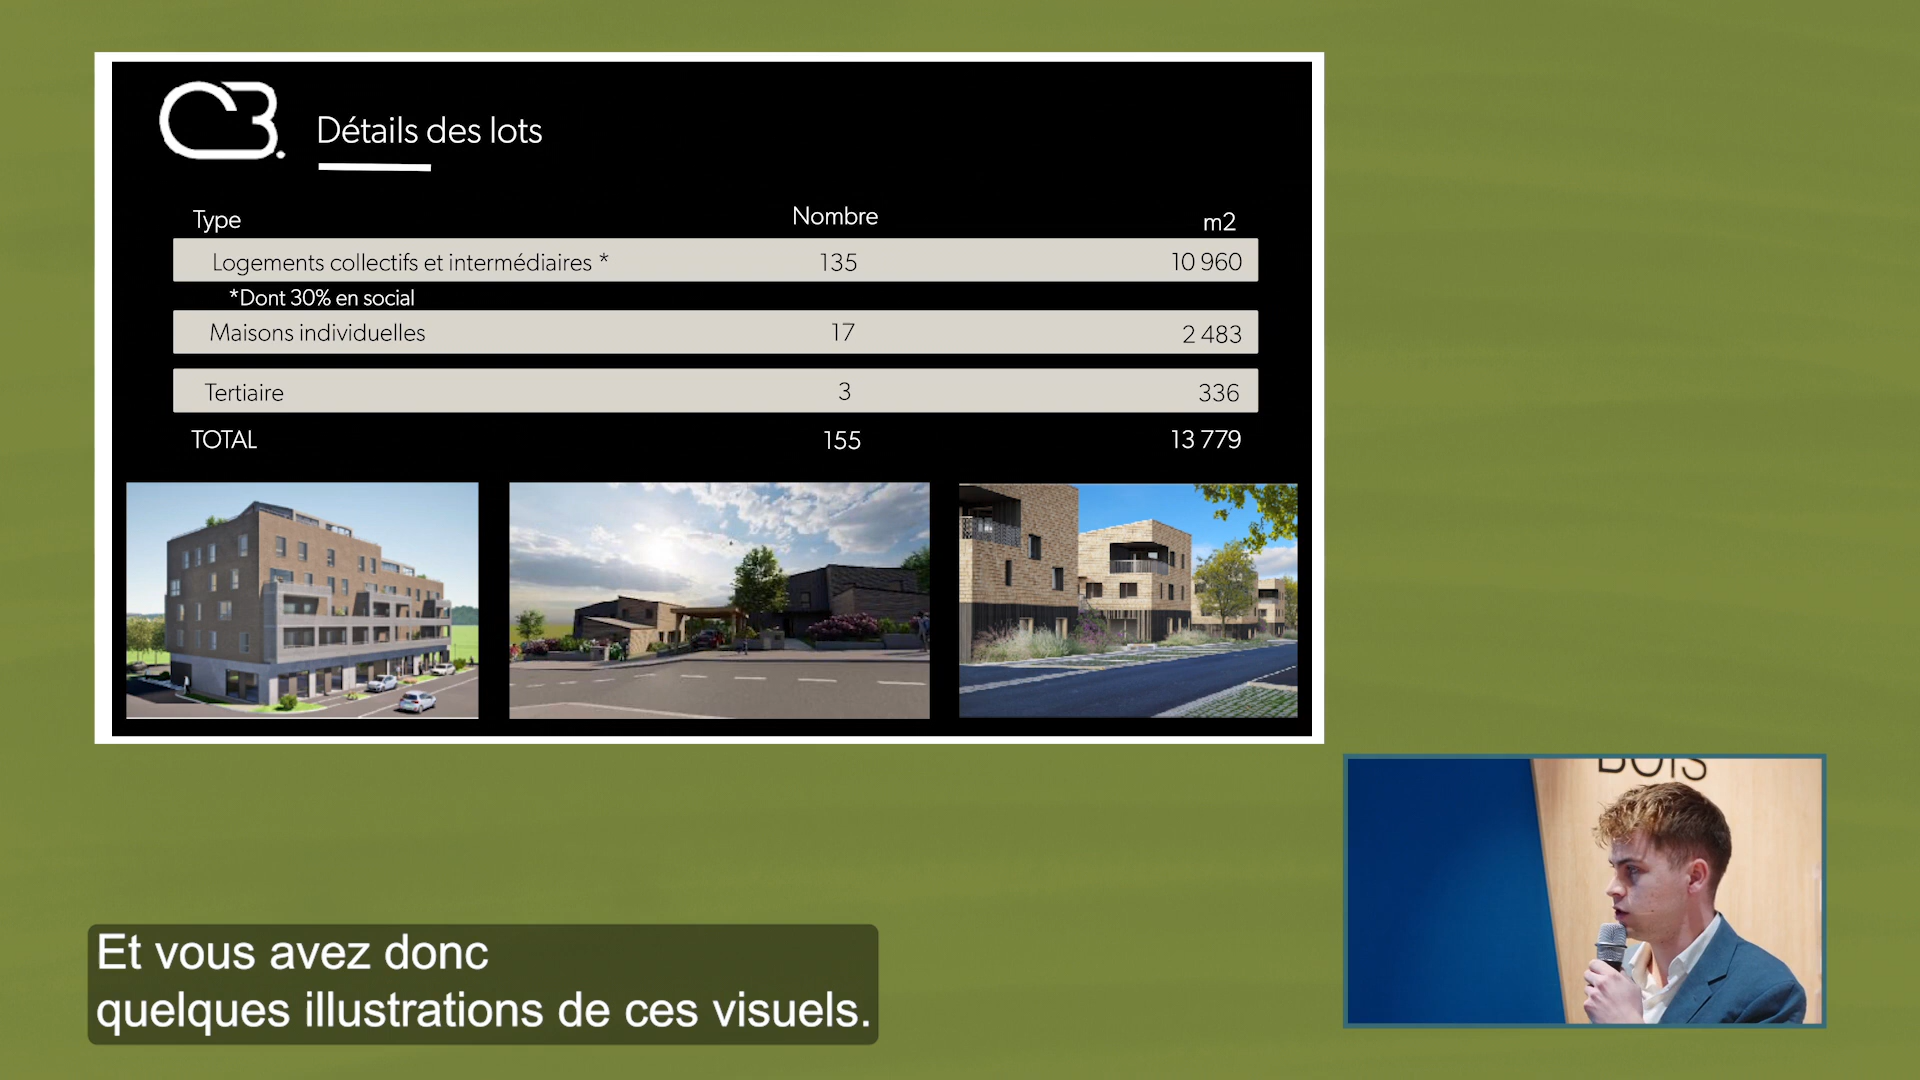 C3.
Détails des lots
Type Nombre m2
Logements collectifs et intermédiaires * 135 10 960
*Dont 30% en social
Maisons individuelles 17 2 483
Tertiaire 3 336
TOTAL 155 13 779
BOIS
Et vous avez donc
quelques illustrations de ces visuels.